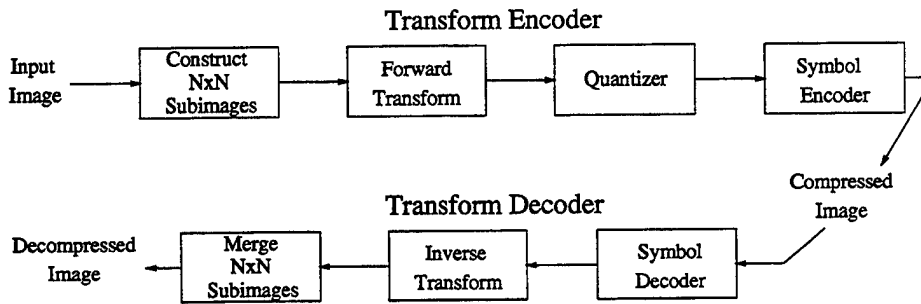 Transform Encoder
Input
Image
Construct
NxN
Subimages
Forward
Transform
Quantizer
Symbol
Encoder
Compressed
Image
Transform Decoder
Decompressed
Image
Merge
NxN
Subimages
Inverse
Transform
Symbol
Decoder